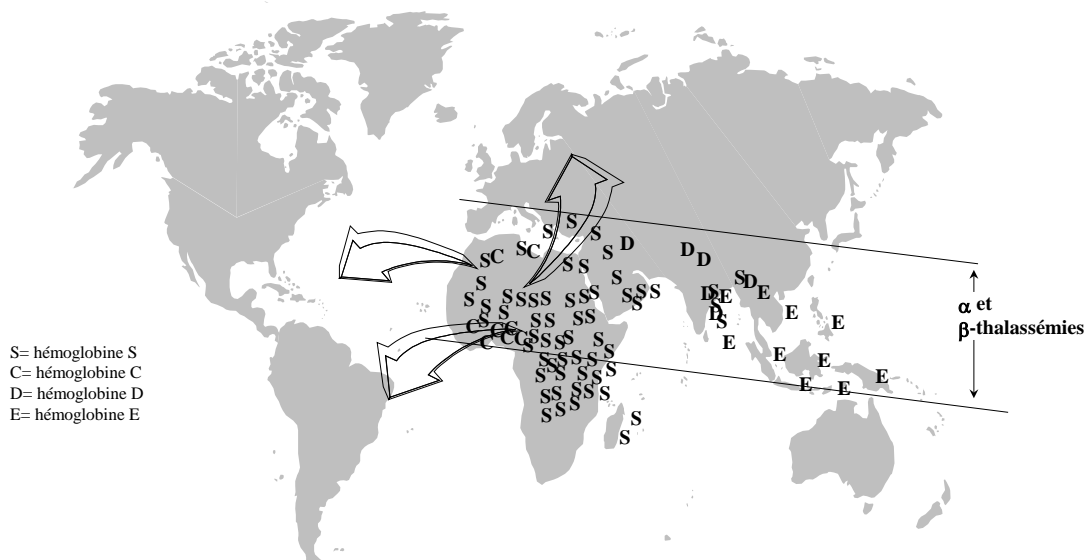 S
S S
S C S D D
S C S S D
S S S D
S S S S S S S S S S S D S E E
S S S S D S E
S C C C S S S S S E
C C S S S S S S E
S S S S S S E E
S S S S S S E
S S S S S S E E
S S S
S
S
α et
β-thalassémies
S= hémoglobine S
C= hémoglobine C
D= hémoglobine D
E= hémoglobine E